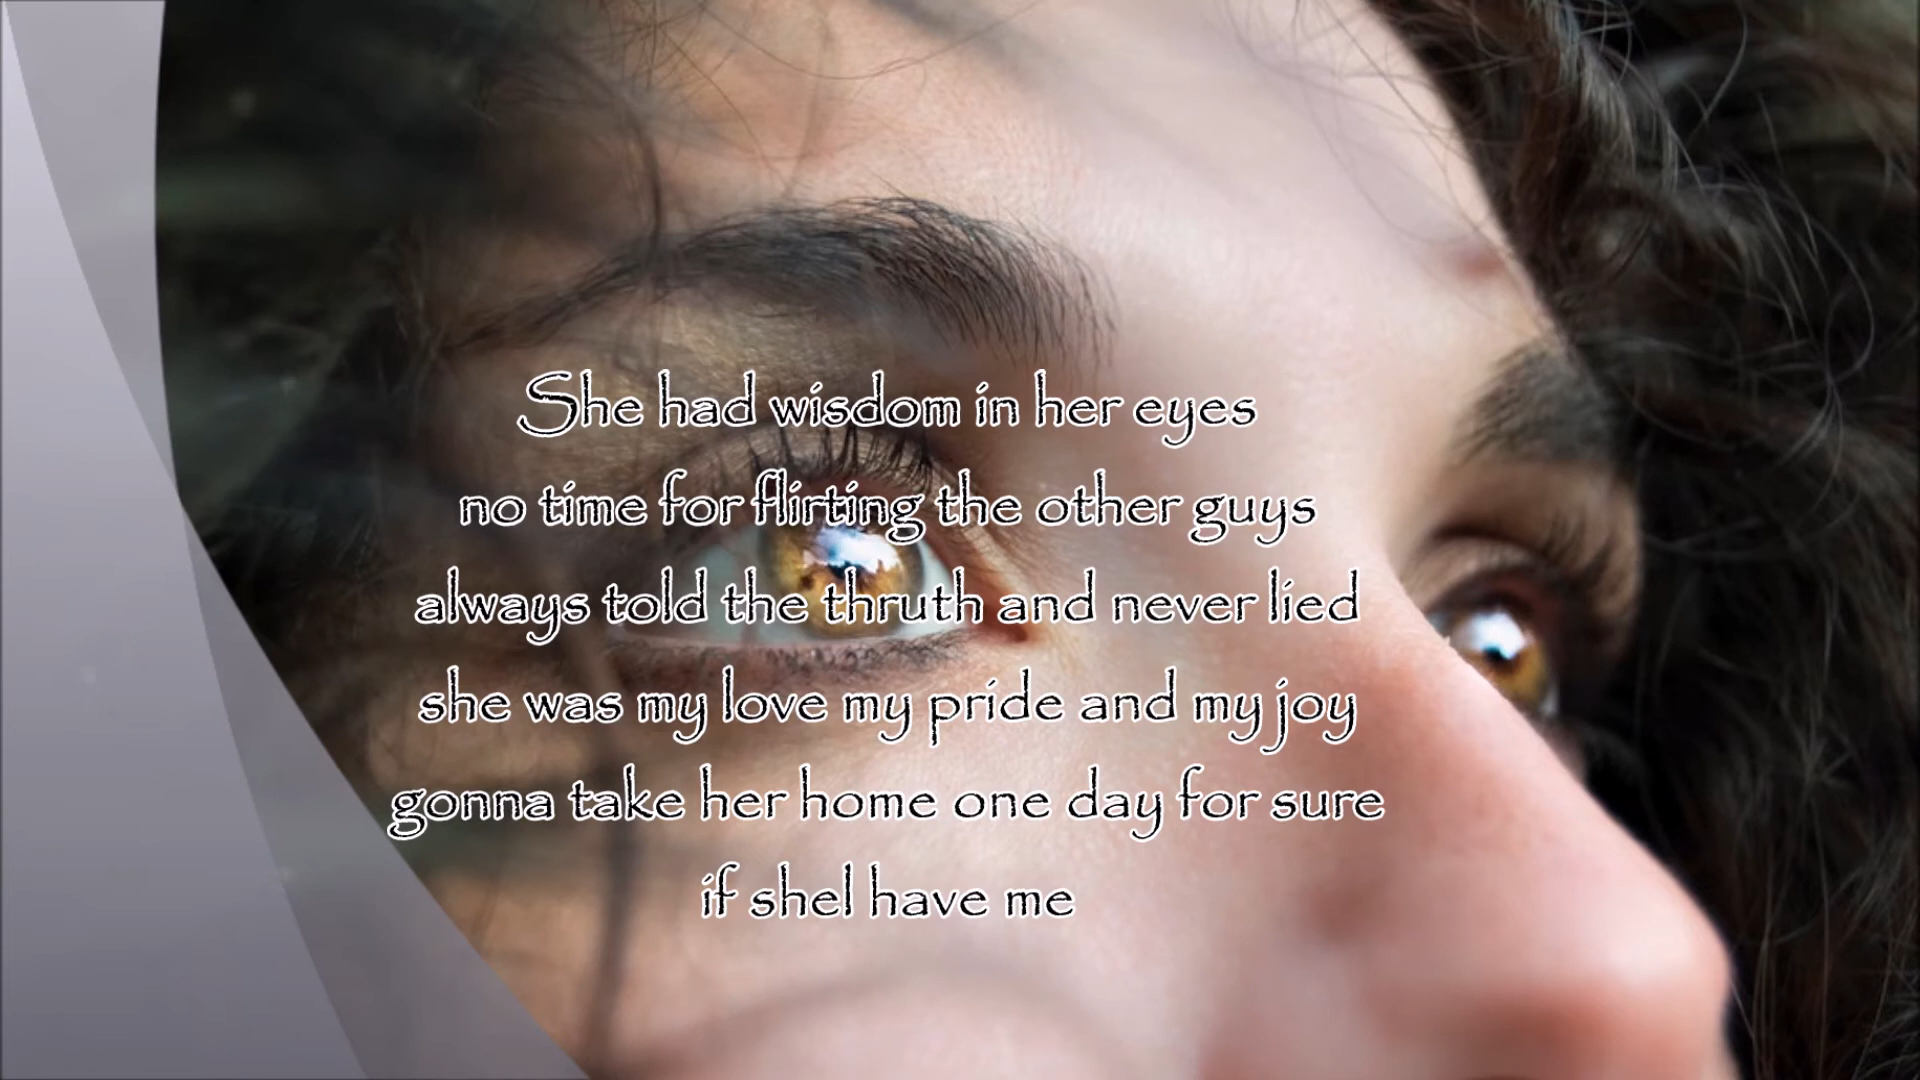 She had wisdom in her eyes
no time for flirting the other guys
always told the thruth and never lied
she was my love my pride and my joy
gonna take her home one day for sure
if shel have me